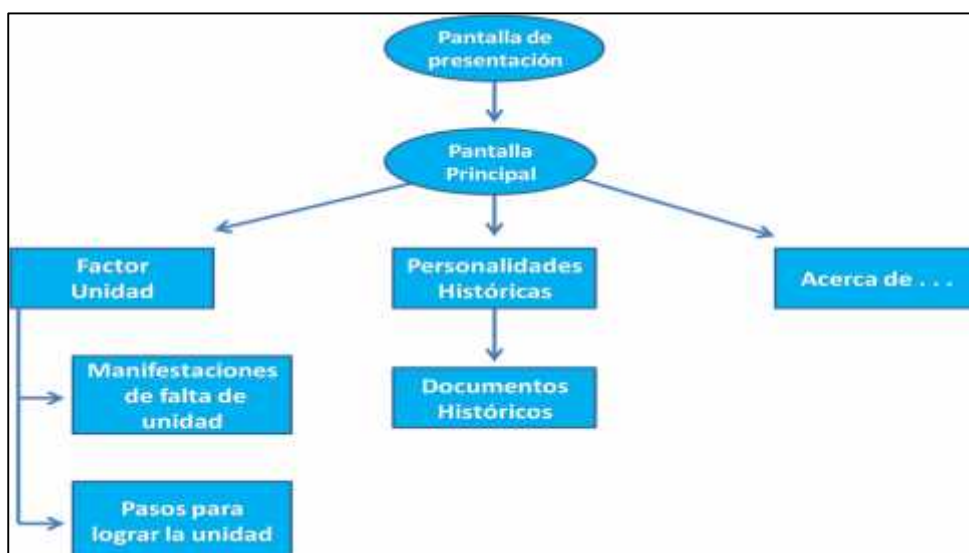 Pantalla de
presentación
Pantalla
Principal
Factor
Unidad
Personalidades
Históricas
Acerca de . . .
Manifestaciones
de falta de
unidad
Documentos
Históricos
Pasos para
lograr la unidad